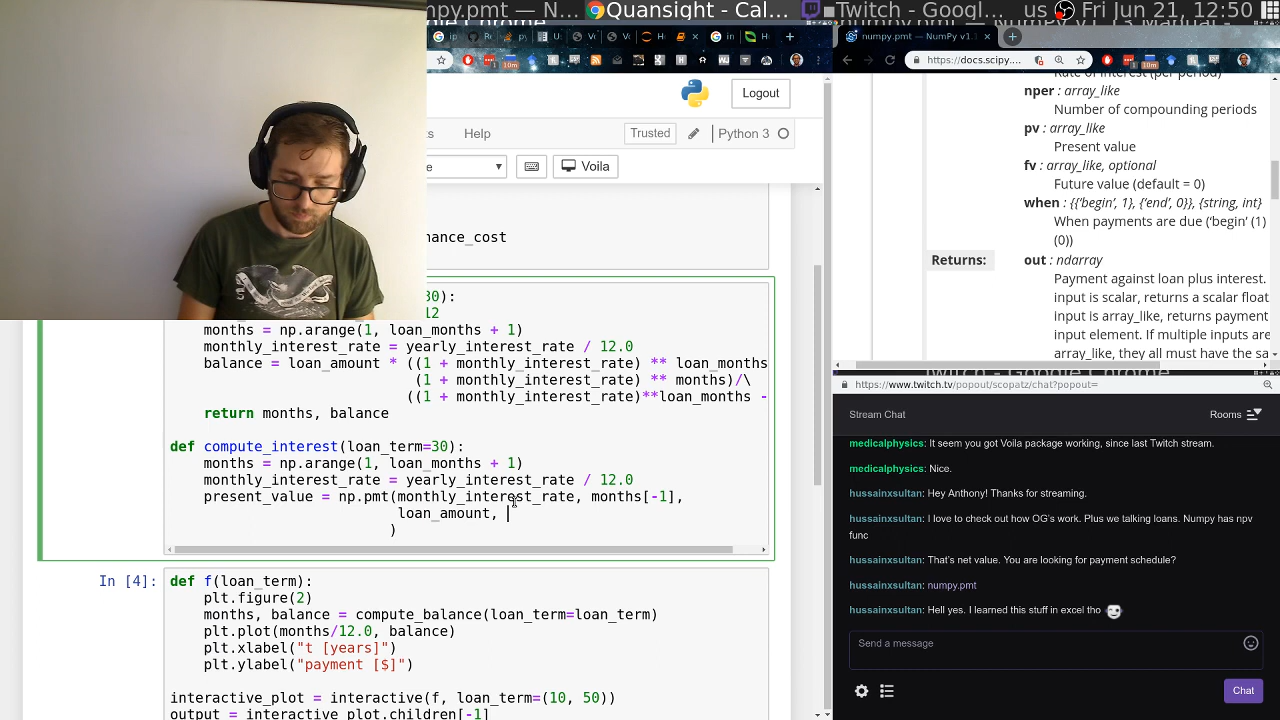 Quansight - Cal...
Twitch - Googl...
us
Fri Jun 21, 12:50
numpy.pmt — NumPy v1.
https://docs.scipy....
Logout
Help
Trusted
Python 3
Voila
nance_cost
30):
12
months = np.arange(1, loan_months + 1)
monthly_interest_rate = yearly_interest_rate / 12.0
balance = loan_amount * ((1 + monthly_interest_rate) ** loan_months
(1 + monthly_interest_rate) ** months)/\
((1 + monthly_interest_rate)**loan_months -
return months, balance
def compute_interest(loan_term=30):
months = np.arange(1, loan_months + 1)
monthly_interest_rate = yearly_interest_rate / 12.0
present_value = np.pmt(monthly_interest_rate, months[-1],
loan_amount,
)
In [4]:
def f(loan_term):
plt.figure(2)
months, balance = compute_balance(loan_term=loan_term)
plt.plot(months/12.0, balance)
plt.xlabel("t [years]")
plt.ylabel("payment [$]")
interactive_plot = interactive(f, loan_term=(10, 50))
output = interactive_plot.children[-1]
Rate of interest (per period)
nper : array_like
Number of compounding periods
pv : array_like
Present value
fv : array_like, optional
Future value (default = 0)
when : {{‘begin’, 1}, {‘end’, 0}}, {string, int}
When payments are due (‘begin’ (1)
(0))
Returns:
out : ndarray
Payment against loan plus interest.
input is scalar, returns a scalar float
input is array_like, returns payment
input element. If multiple inputs are
array_like, they all must have the sa
https://www.twitch.tv/popout/scopatz/chat?popout=
Stream Chat
Rooms
medicalphysics: It seem you got Voila package working, since last Twitch stream.
medicalphysics: Nice.
hussainxsultan: Hey Anthony! Thanks for streaming.
hussainxsultan: I love to check out how OG's work. Plus we talking loans. Numpy has npv
func
hussainxsultan: That's net value. You are looking for payment schedule?
hussainxsultan: numpy.pmt
hussainxsultan: Hell yes. I learned this stuff in excel tho
Send a message
Chat